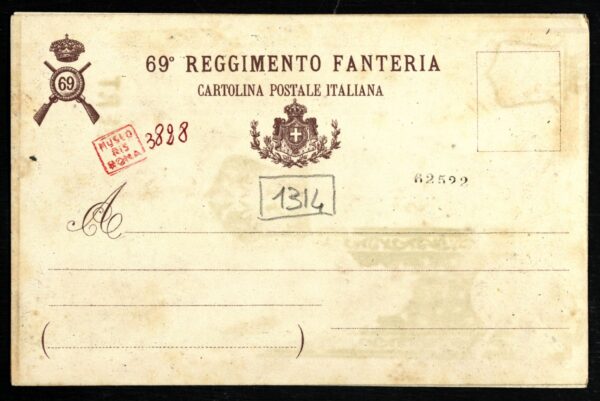 69° REGGIMENTO FANTERIA
69
CARTOLINA POSTALE ITALIANA
MUSEO
RIS
ROMA
3828
62522
1314
A
(                    )